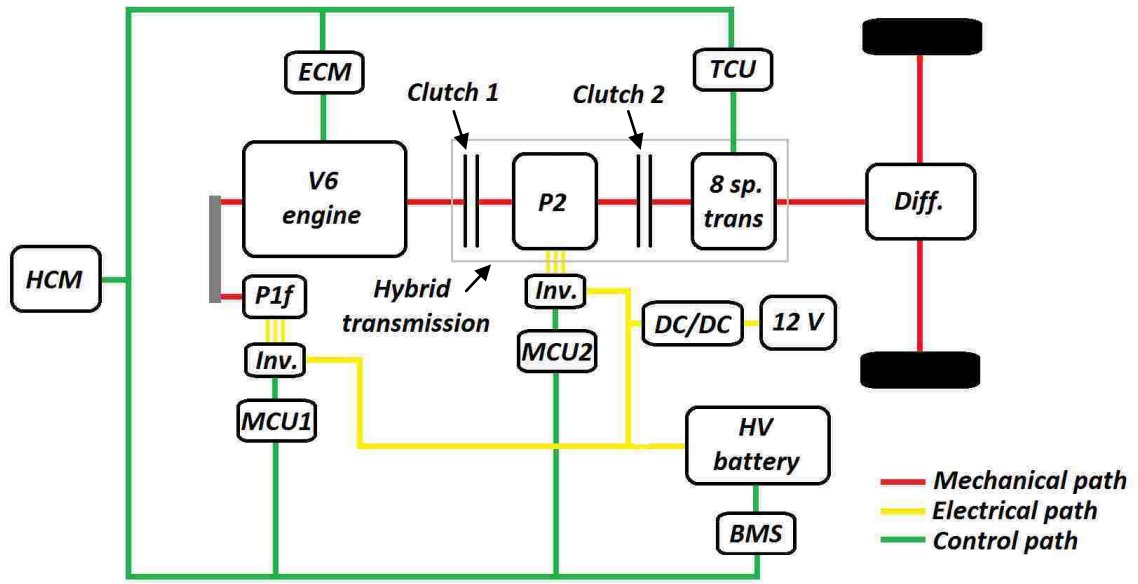 ECM
TCU
Clutch 1
Clutch 2
V6
engine
P2
8 sp.
trans
Diff.
HCM
P1f
Hybrid
transmission
Inv.
DC/DC
12 V
MCU2
Inv.
MCU1
HV
battery
BMS
Mechanical path
Electrical path
Control path